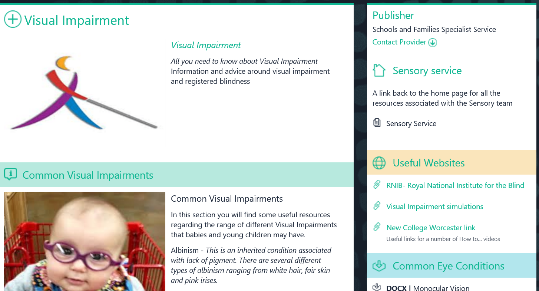 Visual Impairment
Visual Impairment
All you need to know about Visual Impairment
Information and advice around visual impairment
and registered blindness
Common Visual Impairments
Common Visual Impairments
In this section you will find some useful resources
regarding the range of different Visual Impairments
that babies and young children may have.
Albinism - This is an inherited condition associated
with lack of pigment. There are several different
types of albinism ranging from white hair, fair skin
and pink irises.
Publisher
Schools and Families Specialist Service
Contact Provider
Sensory service
A link back to the home page for all the
resources associated with the Sensory team
Sensory Service
Useful Websites
RNIB- Royal National Institute for the Blind
Visual Impairment simulations
New College Worcester link
Useful links for a number of 'How to... videos
Common Eye Conditions
DOCX | Monocular Vision